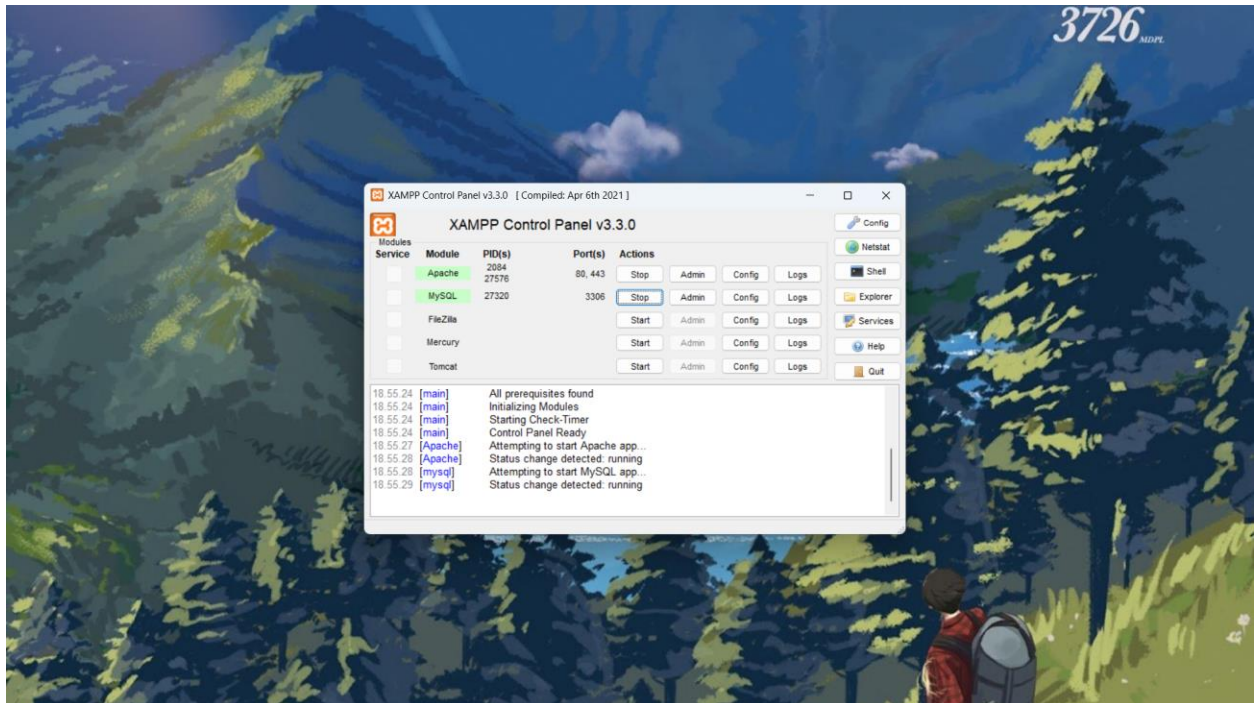 3726 MDPL
XAMPP Control Panel v3.3.0 [ Compiled: Apr 6th 2021 ]
XAMPP Control Panel v3.3.0
Config
Modules
Service Module PID(s) Port(s) Actions
Netstat
Apache 2084 27576 80, 443 Stop Admin Config Logs
Shell
MySQL 27320 3306 Stop Admin Config Logs
Explorer
FileZilla Start Admin Config Logs
Services
Mercury Start Admin Config Logs
Help
Tomcat Start Admin Config Logs
Quit
18.55.24 [main] All prerequisites found
18.55.24 [main] Initializing Modules
18.55.24 [main] Starting Check-Timer
18.55.24 [main] Control Panel Ready
18.55.27 [Apache] Attempting to start Apache app...
18.55.28 [Apache] Status change detected: running
18.55.28 [mysql] Attempting to start MySQL app...
18.55.29 [mysql] Status change detected: running